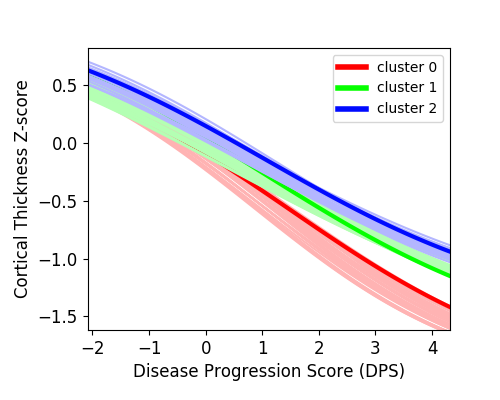 cluster 0
cluster 1
cluster 2
0.5
0.0
−0.5
−1.0
−1.5
Cortical Thickness Z-score
−2 −1 0 1 2 3 4
Disease Progression Score (DPS)